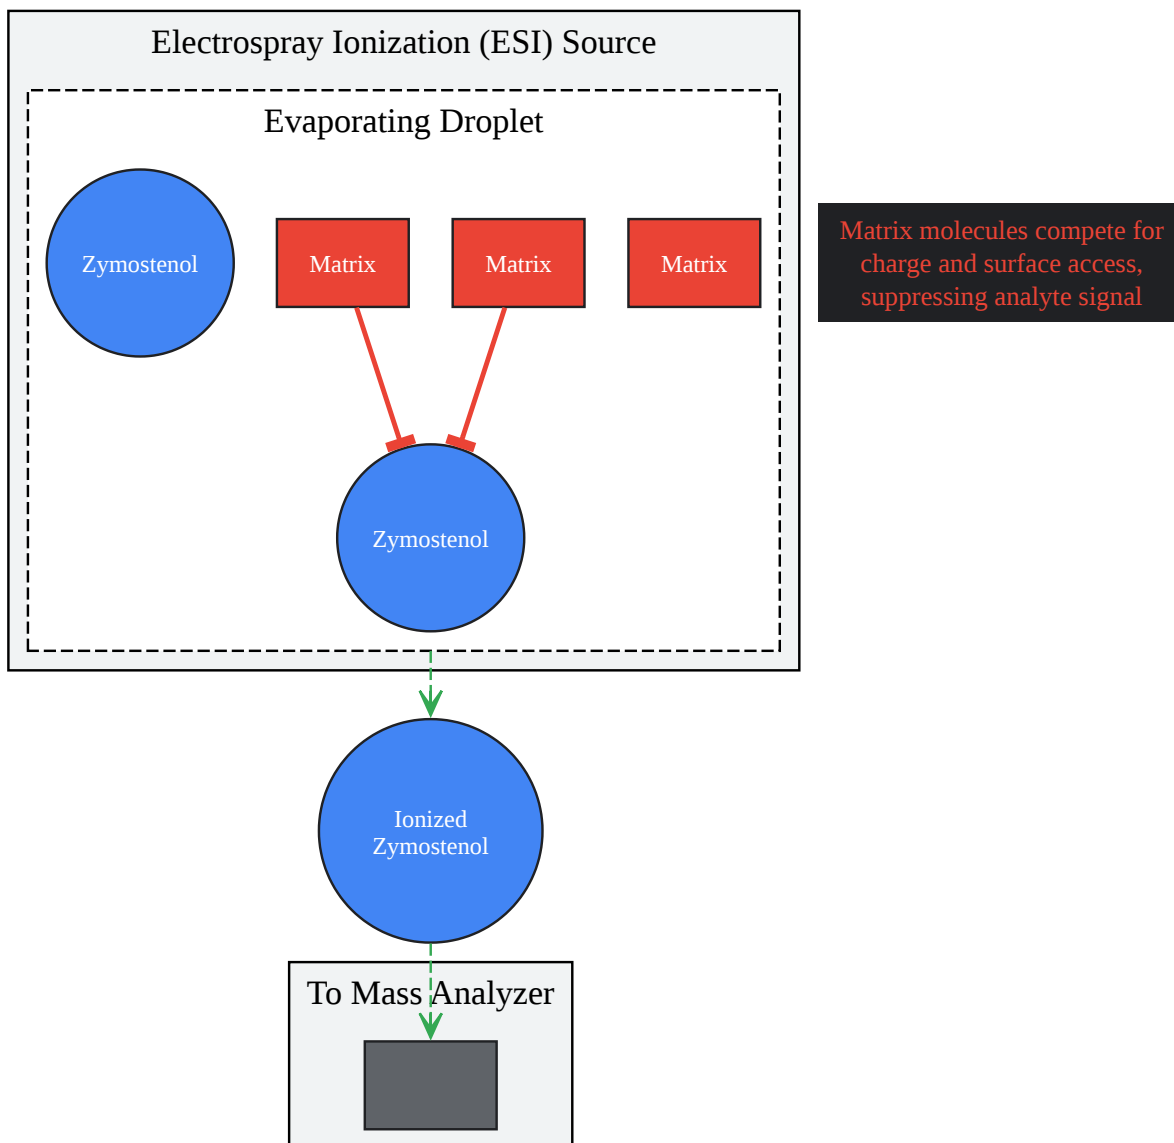 Electrospray Ionization (ESI) Source
Evaporating Droplet
Zymostenol
Matrix
Matrix
Matrix
Matrix molecules compete for
charge and surface access,
suppressing analyte signal
Zymostenol
Ionized
Zymostenol
To Mass Analyzer